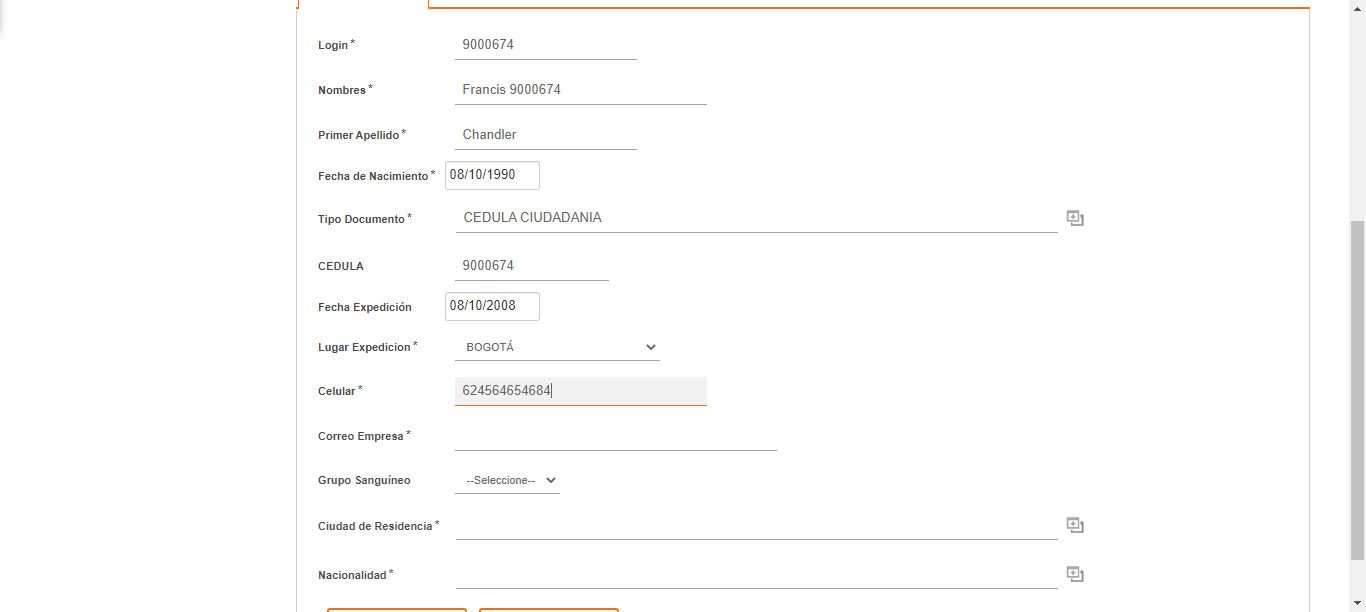 Login* 9000674
Nombres* Francis 9000674
Primer Apellido* Chandler
Fecha de Nacimiento* 08/10/1990
Tipo Documento* CEDULA CIUDADANIA
CEDULA 9000674
Fecha Expedición 08/10/2008
Lugar Expedicion* BOGOTÁ
Celular* 624564654684
Correo Empresa*
Grupo Sanguíneo --Seleccione--
Ciudad de Residencia*
Nacionalidad*